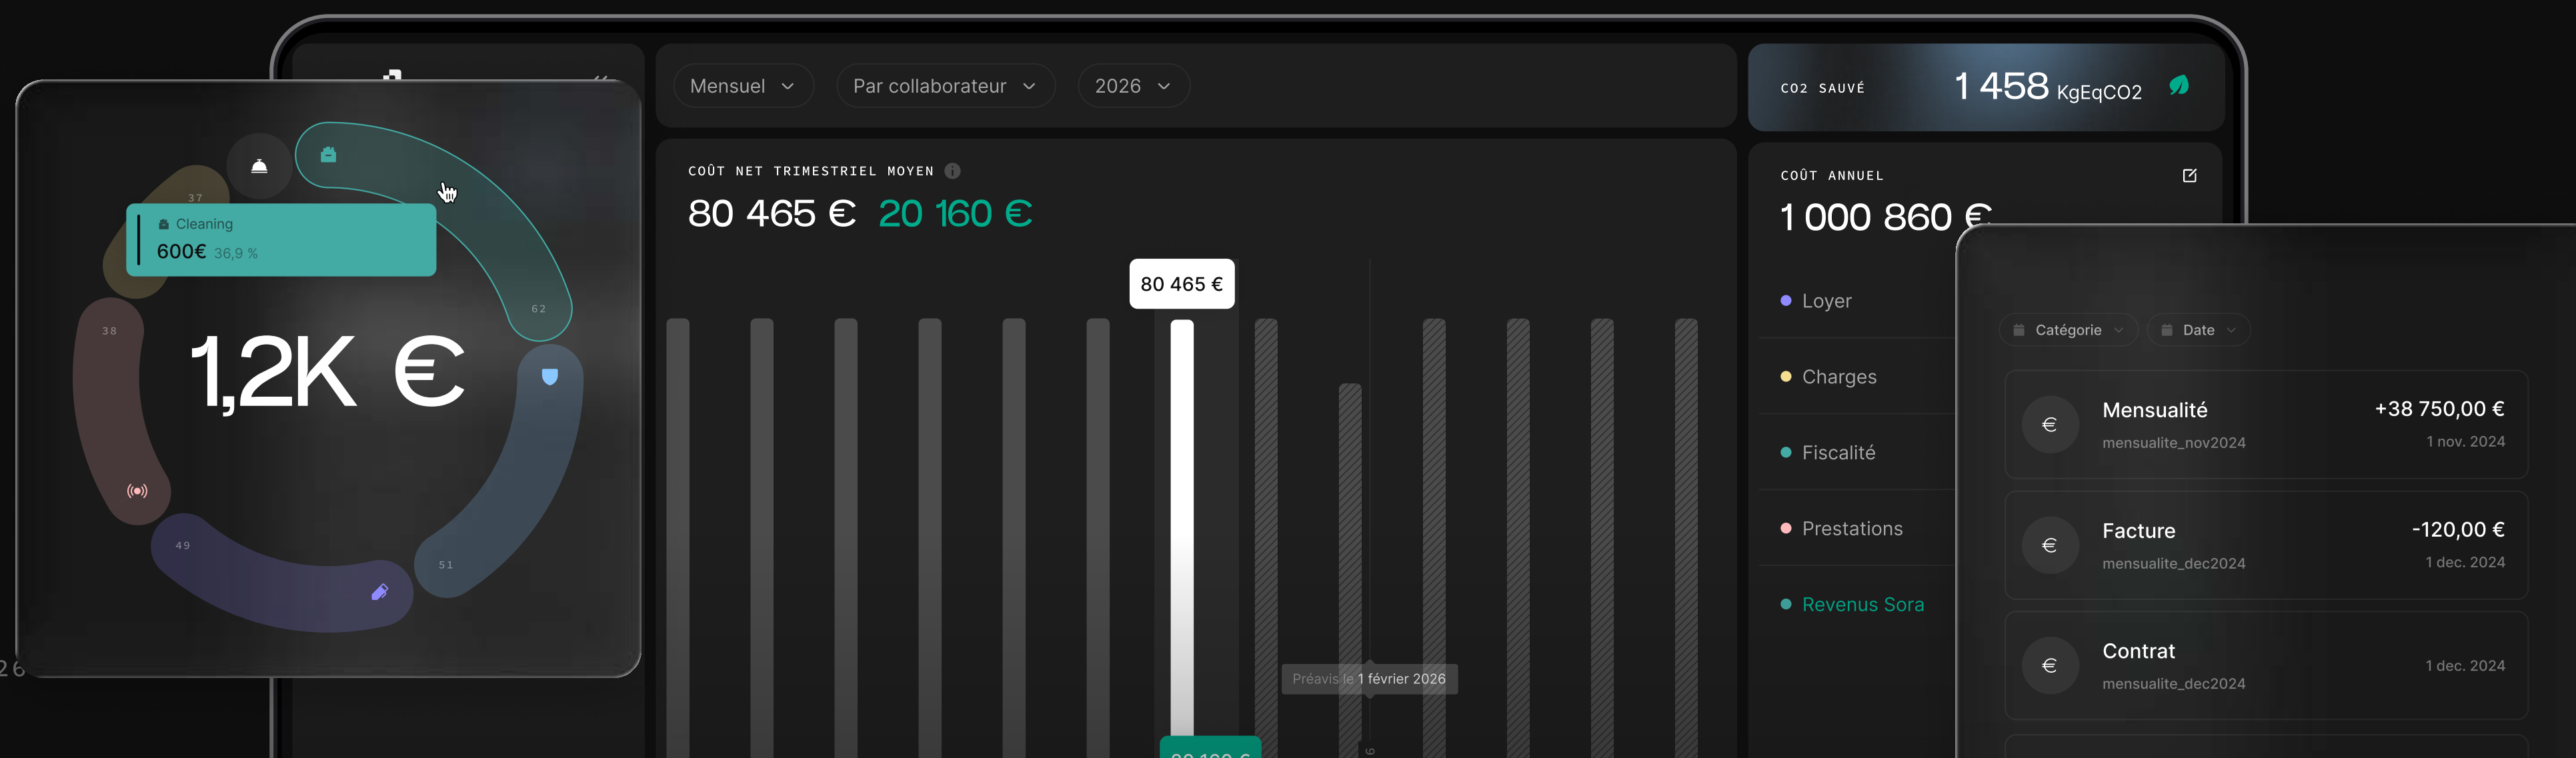 37
Cleaning
600€ 36,9 %
62
38
1,2K €
49
51
26
Mensuel
Par collaborateur
2026
COÛT NET TRIMESTRIEL MOYEN
80 465 € 20 160 €
80 465 €
Préavis le 1 février 2026
CO2 SAUVÉ
1 458 KgEqCO2
COÛT ANNUEL
1 000 860 €
Loyer
Charges
Fiscalité
Prestations
Revenus Sora
Catégorie
Date
Mensualité +38 750,00 €
mensualite_nov2024 1 nov. 2024
Facture -120,00 €
mensualite_dec2024 1 dec. 2024
Contrat
1 dec. 2024
mensualite_dec2024